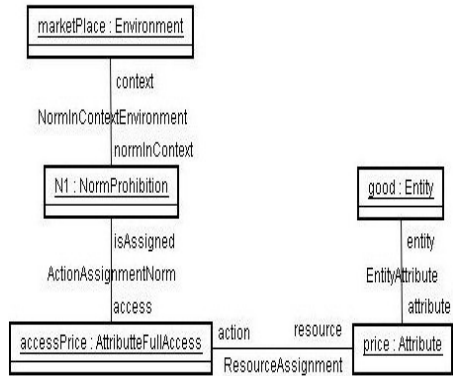 marketPlace : Environment
context
NormInContextEnvironment
normInContext
N1 : NormProhibition
good : Entity
isAssigned
entity
ActionAssignmentNorm
EntityAttribute
access
attribute
accessPrice : AttributteFullAccess
action
resource
price : Attribute
ResourceAssignment